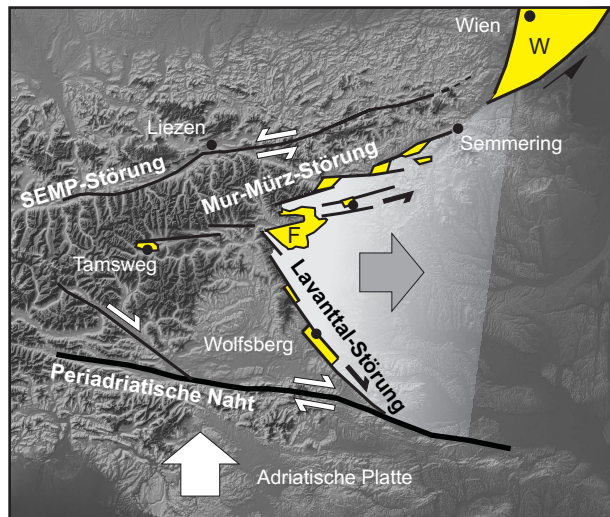 Wien
W
Liezen
Semmering
SEMP-Störung
Mur-Mürz-Störung
F
Tamsweg
Lavanttal-Störung
Wolfsberg
Periadriatische Naht
Adriatische Platte